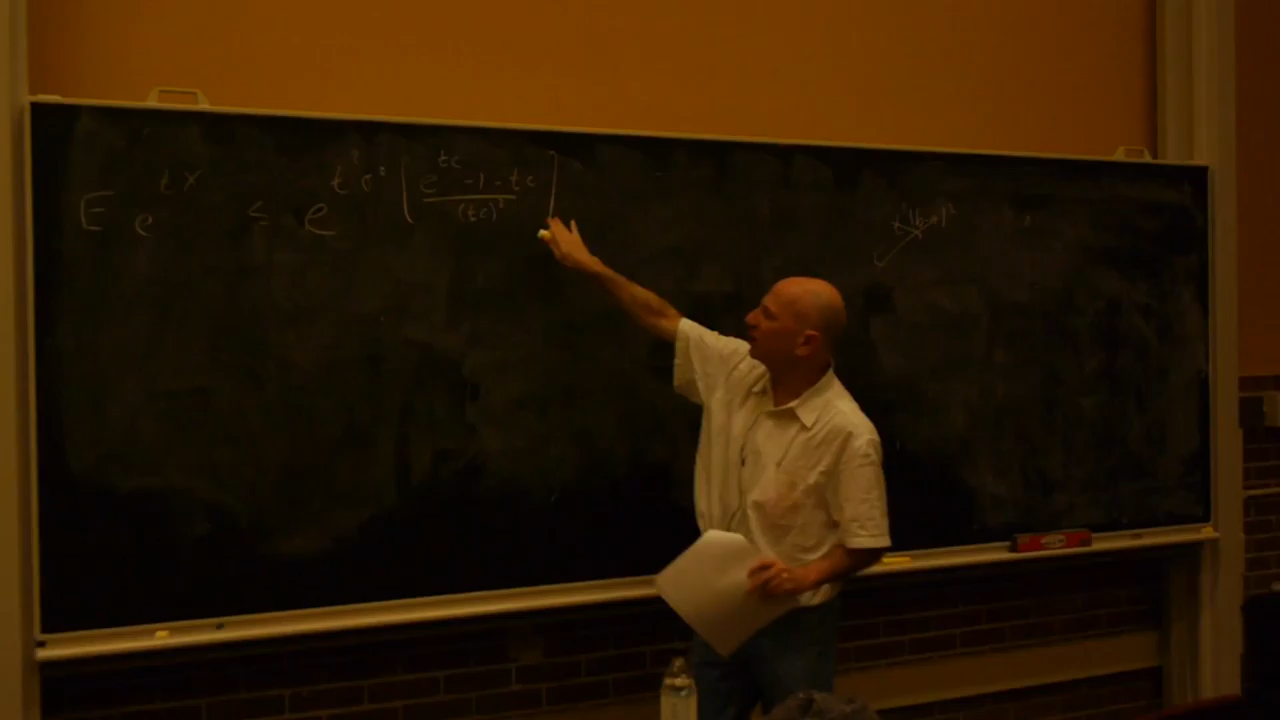 E e^{tX} ≤ e^{t²σ² [ (e^{tc} - 1 - tc) / (tc)² ]}